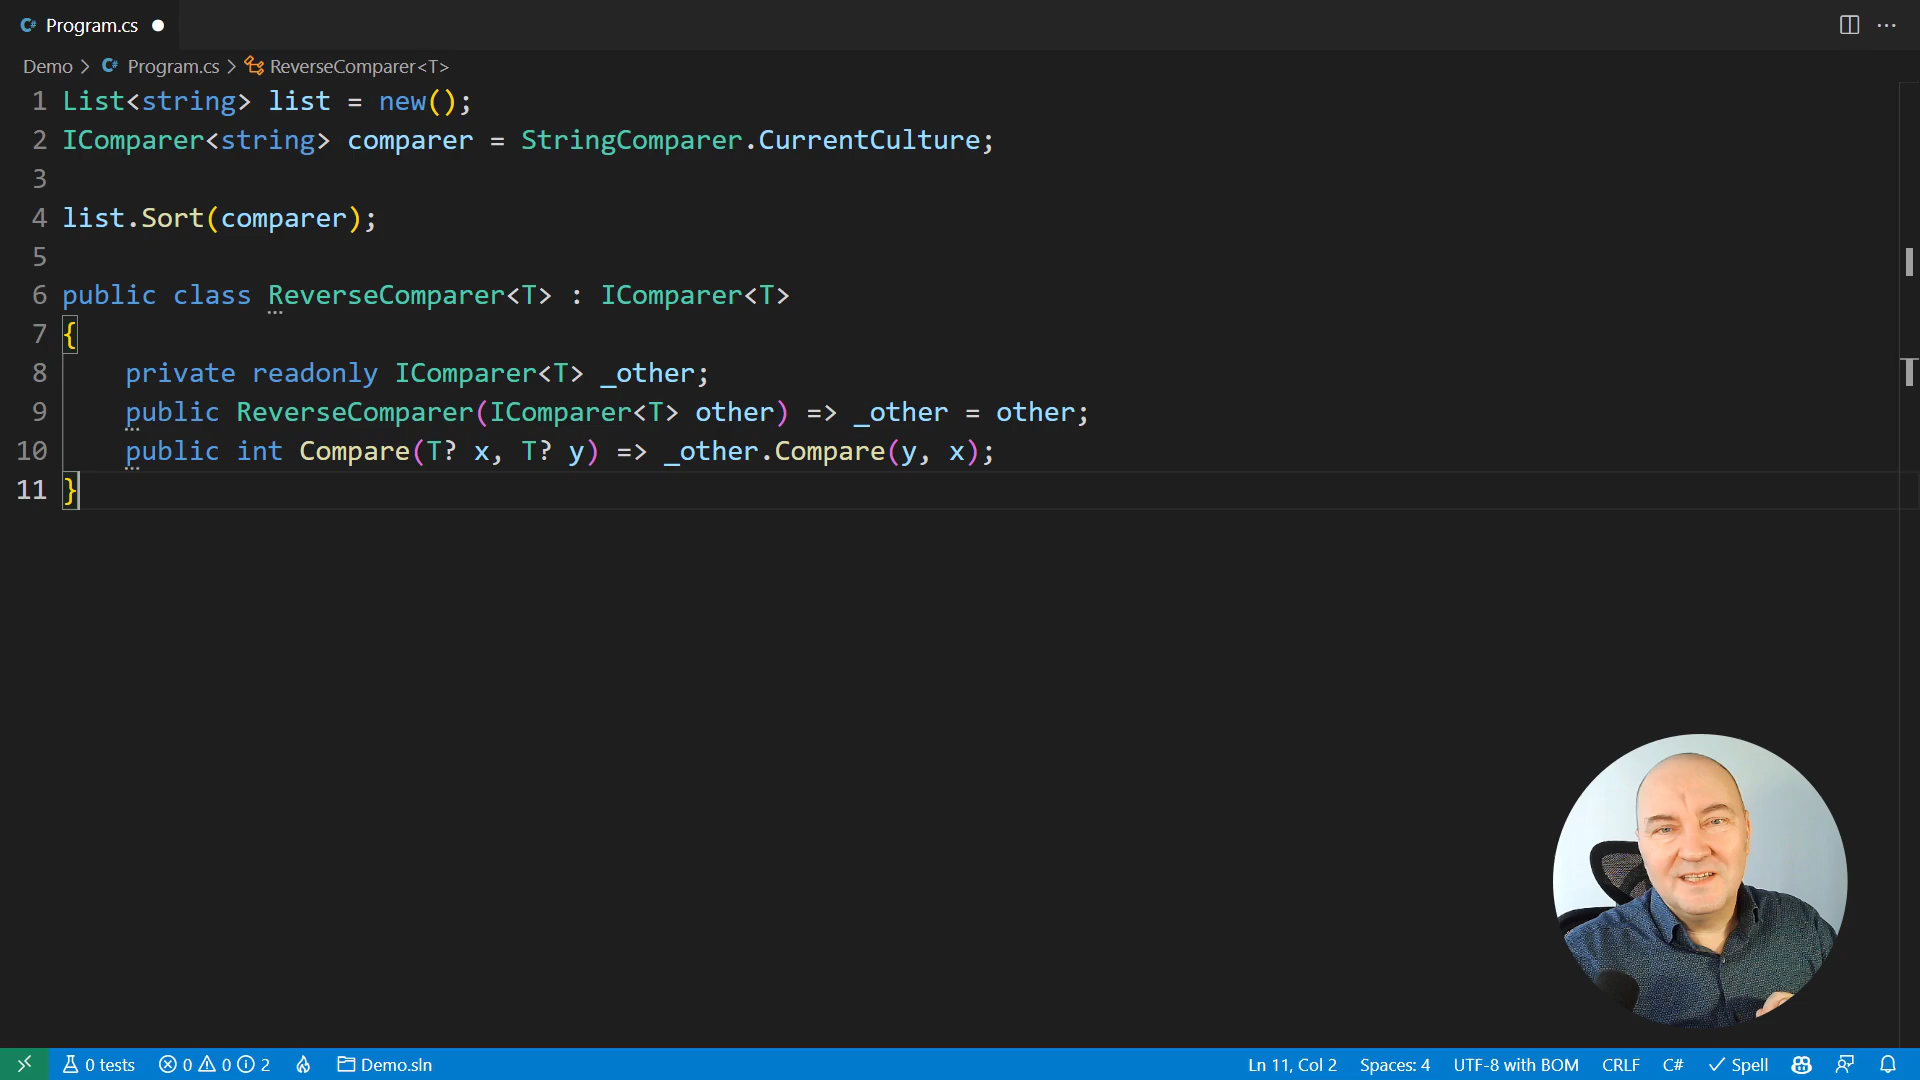 Program.cs
Demo > Program.cs > ReverseComparer<T>
1 List<string> list = new();
2 IComparer<string> comparer = StringComparer.CurrentCulture;
3
4 list.Sort(comparer);
5
6 public class ReverseComparer<T> : IComparer<T>
7 {
8     private readonly IComparer<T> _other;
9     public ReverseComparer(IComparer<T> other) => _other = other;
10     public int Compare(T? x, T? y) => _other.Compare(y, x);
11 }
0 tests 0 0 2 Demo.sln Ln 11, Col 2 Spaces: 4 UTF-8 with BOM CRLF C# Spell